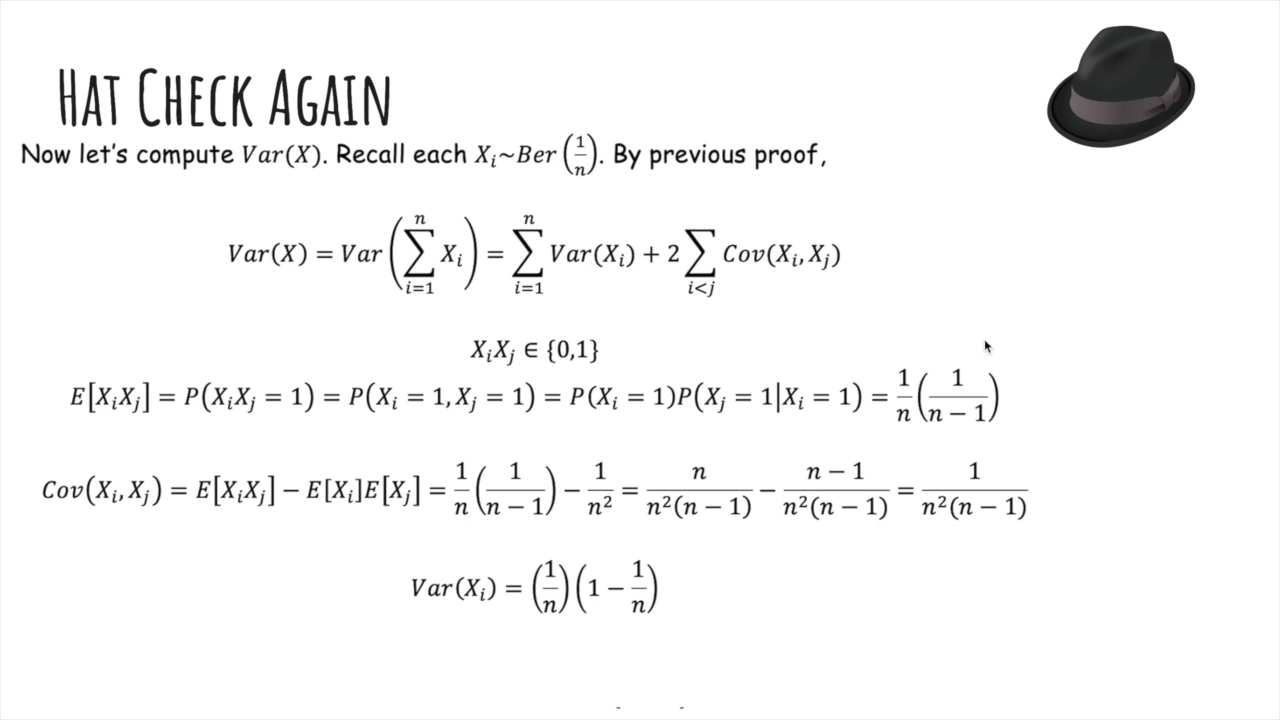 HAT CHECK AGAIN
Now let's compute Var(X). Recall each X_i~Ber(1/n). By previous proof,
Var(X) = Var(∑_{i=1}^{n} X_i) = ∑_{i=1}^{n} Var(X_i) + 2 ∑_{i<j} Cov(X_i, X_j)
X_iX_j ∈ {0,1}
E[X_iX_j] = P(X_iX_j = 1) = P(X_i = 1, X_j = 1) = P(X_i = 1)P(X_j = 1|X_i = 1) = 1/n (1/(n − 1))
Cov(X_i, X_j) = E[X_iX_j] − E[X_i]E[X_j] = 1/n (1/(n − 1)) − 1/n² = n/(n²(n − 1)) − (n − 1)/(n²(n − 1)) = 1/(n²(n − 1))
Var(X_i) = (1/n)(1 − 1/n)